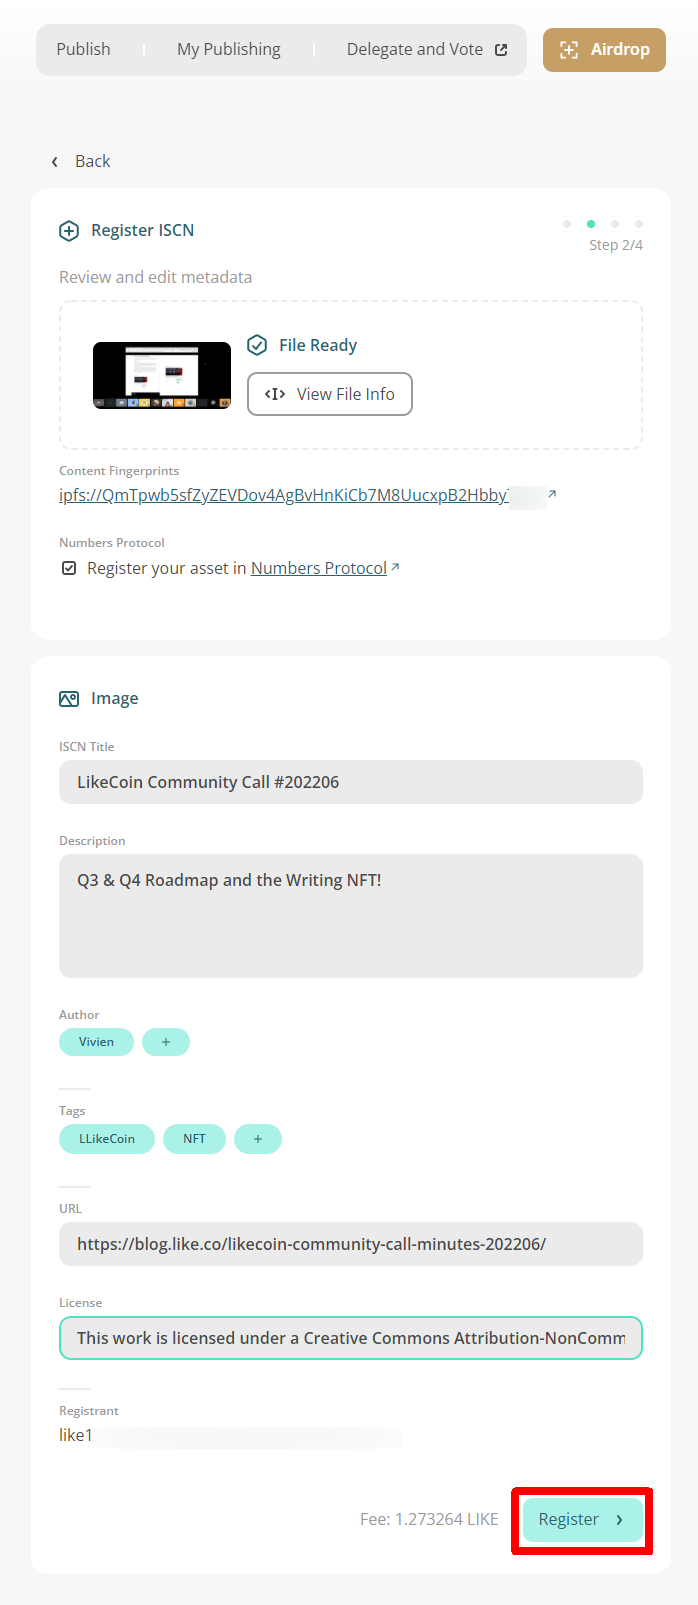 Publish
My Publishing
Delegate and Vote
Airdrop
Back
Register ISCN
Step 2/4
Review and edit metadata
File Ready
View File Info
Content Fingerprints
ipfs://QmTpwb5sfZyZEVDov4AgBvHnKiCb7M8UucxpB2Hbby
Numbers Protocol
Register your asset in Numbers Protocol
Image
ISCN Title
LikeCoin Community Call #202206
Description
Q3 & Q4 Roadmap and the Writing NFT!
Author
Vivien +
Tags
LLikeCoin NFT +
URL
https://blog.like.co/likecoin-community-call-minutes-202206/
License
This work is licensed under a Creative Commons Attribution-NonComm
Registrant
like1
Fee: 1.273264 LIKE
Register